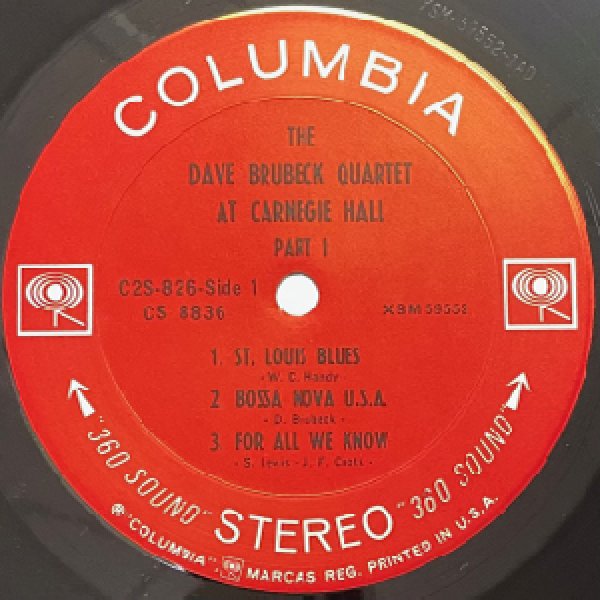 COLUMBIA
THE
DAVE BRUBECK QUARTET
AT CARNEGIE HALL
PART I
C2S-826-Side 1
CS 8836
XSM 59552
1. ST. LOUIS BLUES
- W. C. Handy -
2 BOSSA NOVA U.S.A.
- D. Brubeck -
3 FOR ALL WE KNOW
- S. Lewis - J. F. Coots -
"360 SOUND" STEREO "360 SOUND"
"COLUMBIA" MARCAS REG. PRINTED IN U.S.A.